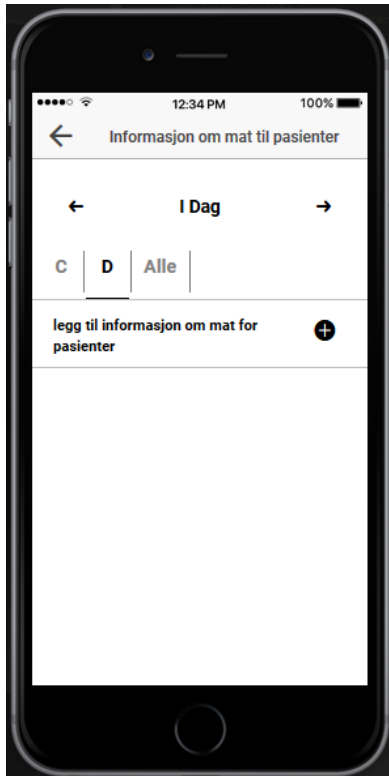 12:34 PM 100%
Informasjon om mat til pasienter
I Dag
C D Alle
legg til informasjon om mat for
pasienter